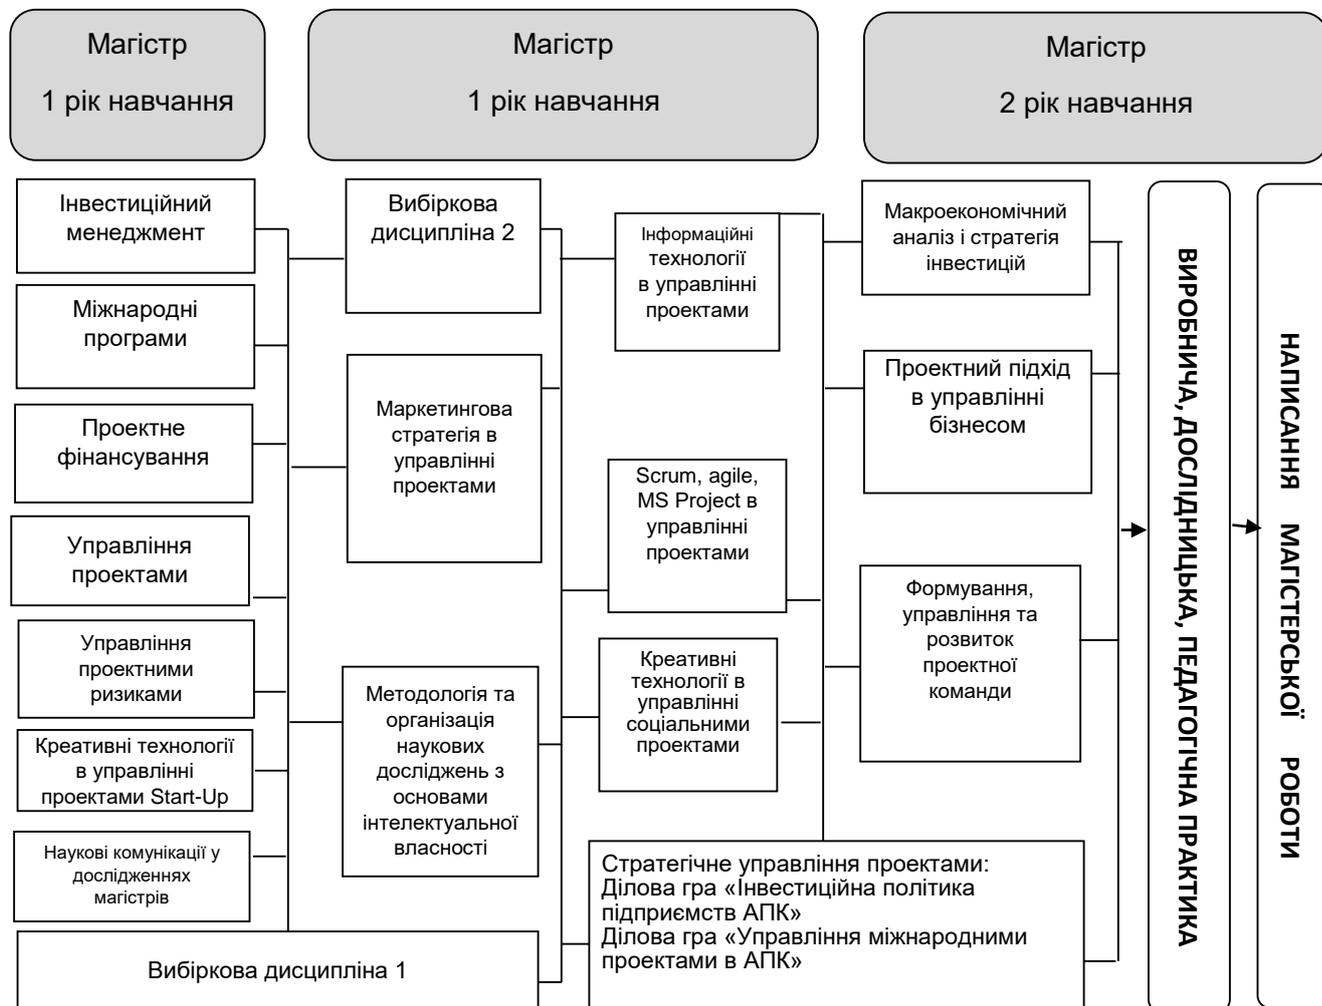 Магістр
1 рік навчання
Магістр
1 рік навчання
Магістр
2 рік навчання
Інвестиційний
менеджмент
Міжнародні
програми
Проектне
фінансування
Управління
проектами
Управління
проектними
ризиками
Креативні технології
в управлінні
проектами Start-Up
Наукові комунікації у
дослідженнях
магістрів
Вибіркова дисципліна 1
Вибіркова
дисципліна 2
Маркетингова
стратегія в
управлінні
проектами
Методологія та
організація
наукових
досліджень з
основами
інтелектуальної
власності
Інформаційні
технології
в управлінні
проектами
Scrum, agile,
MS Project в
управлінні
проектами
Креативні
технології в
управлінні
соціальними
проектами
Стратегічне управління проектами:
Ділова гра «Інвестиційна політика
підприємств АПК»
Ділова гра «Управління міжнародними
проектами в АПК»
Макроекономічний
аналіз і стратегія
інвестицій
Проектний підхід
в управлінні
бізнесом
Формування,
управління та
розвиток
проектної
команди
ВИРОБНИЧА, ДОСЛІДНИЦЬКА, ПЕДАГОГІЧНА ПРАКТИКА
НАПИСАННЯ МАГІСТЕРСЬКОЇ РОБОТИ